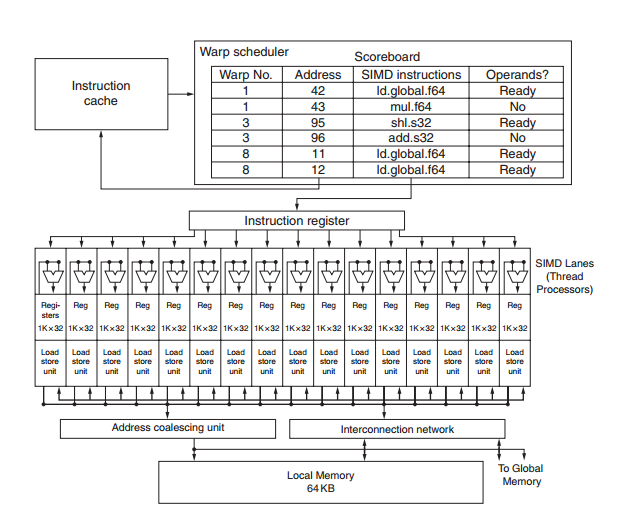 Warp scheduler
Scoreboard
Warp No. Address SIMD instructions Operands?
1 42 ld.global.f64 Ready
1 43 mul.f64 No
3 95 shl.s32 Ready
3 96 add.s32 No
8 11 ld.global.f64 Ready
8 12 ld.global.f64 Ready
Instruction
cache
Instruction register
SIMD Lanes
(Thread
Processors)
Regi-
sters Reg Reg Reg Reg Reg Reg Reg Reg Reg Reg Reg Reg Reg Reg Reg
1K×32 1K×32 1K×32 1K×32 1K×32 1K×32 1K×32 1K×32 1K×32 1K×32 1K×32 1K×32 1K×32 1K×32 1K×32 1K×32
Load Load Load Load Load Load Load Load Load Load Load Load Load Load Load Load
store store store store store store store store store store store store store store store store
unit unit unit unit unit unit unit unit unit unit unit unit unit unit unit unit
Address coalescing unit
Interconnection network
Local Memory
64 KB
To Global
Memory